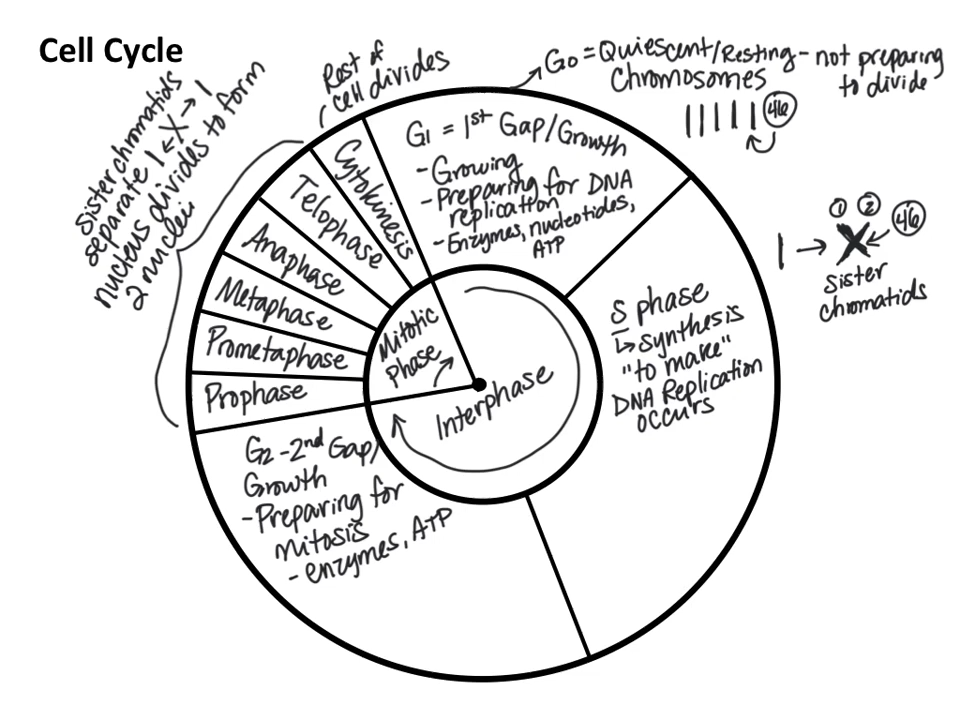 Cell Cycle
Sister chromatids
separate 1 ← X → 1
nucleus divides to form
2 nuclei
Rest of
cell divides
G0 = Quiescent/Resting - not preparing
to divide
Chromosomes
46
G1 = 1st Gap/Growth
- Growing
- Preparing for DNA
replication
- Enzymes, nucleotides,
ATP
1 2
46
Sister
chromatids
S phase
↳ synthesis
"to make"
DNA Replication
occurs
G2 - 2nd Gap/
Growth
- Preparing for
mitosis
- enzymes, ATP
Prophase
Prometaphase
Metaphase
Anaphase
Telophase
Cytokinesis
Mitotic
phase
Interphase